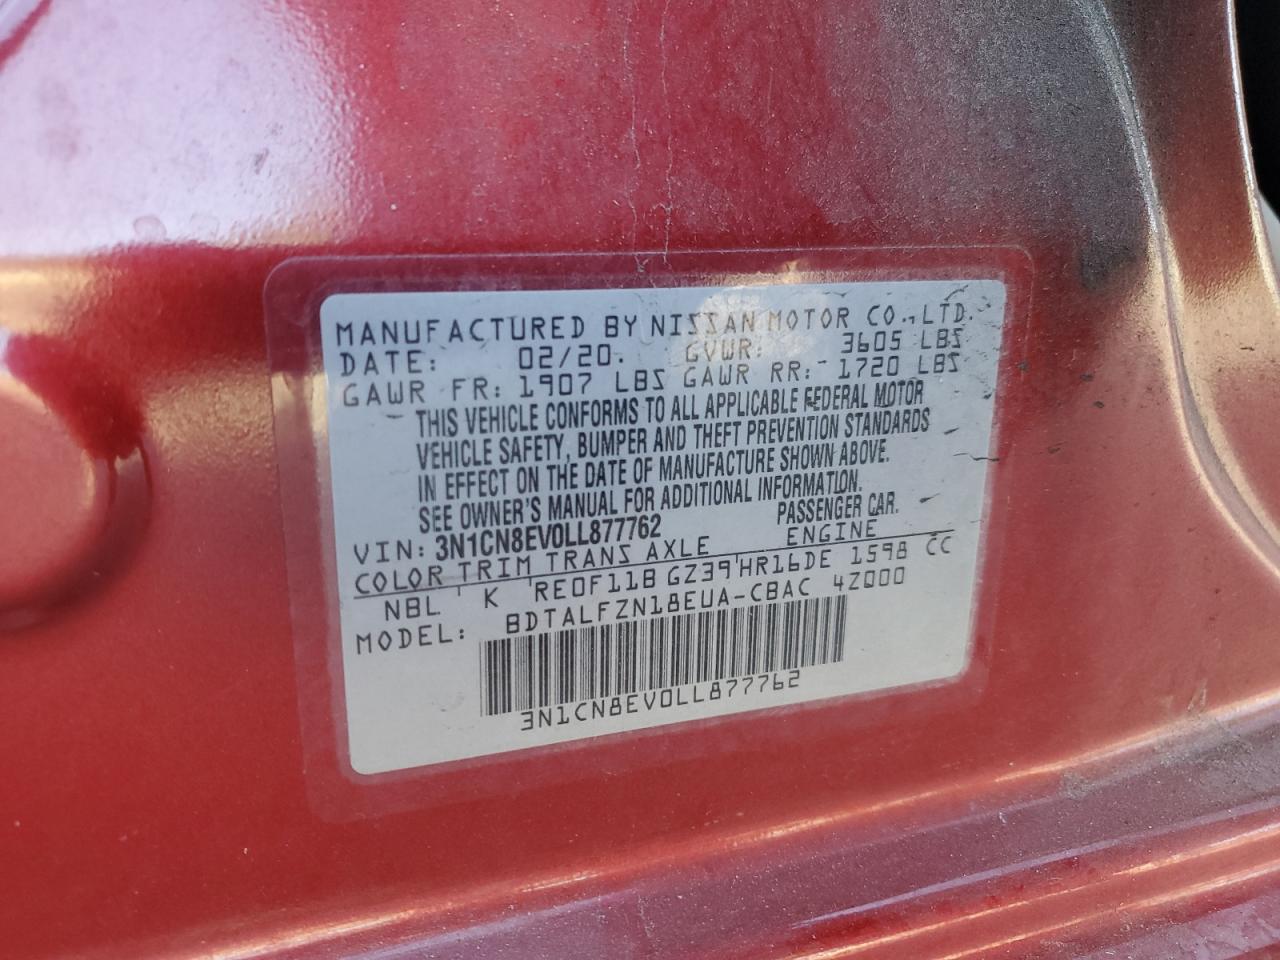 MANUFACTURED BY NISSAN MOTOR CO., LTD.
DATE: 02/20. GVWR: 3605 LBS
GAWR FR: 1907 LBS GAWR RR: 1720 LBS
THIS VEHICLE CONFORMS TO ALL APPLICABLE FEDERAL MOTOR
VEHICLE SAFETY, BUMPER AND THEFT PREVENTION STANDARDS
IN EFFECT ON THE DATE OF MANUFACTURE SHOWN ABOVE.
SEE OWNER'S MANUAL FOR ADDITIONAL INFORMATION.
VIN: 3N1CN8EV0LL877762 PASSENGER CAR.
COLOR TRIM TRANS AXLE ENGINE
NBL K RE0F11B GZ39 HR16DE 1598 CC
MODEL: BDTALFZN18EUA-CBAC 4Z000
3N1CN8EV0LL877762